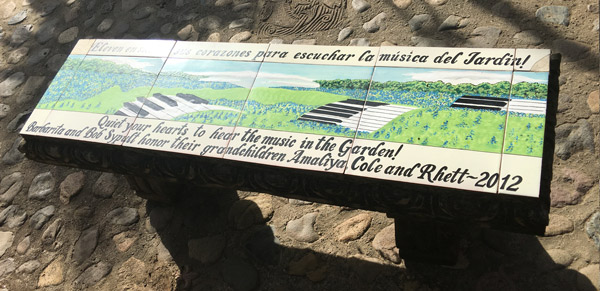 corazones para escuchar la música del Jardín!
Quiet your hearts to hear the music in the Garden!
Barbarita and Bob Sypult honor their grandchildren Amaliya, Cole and Rhett~2012